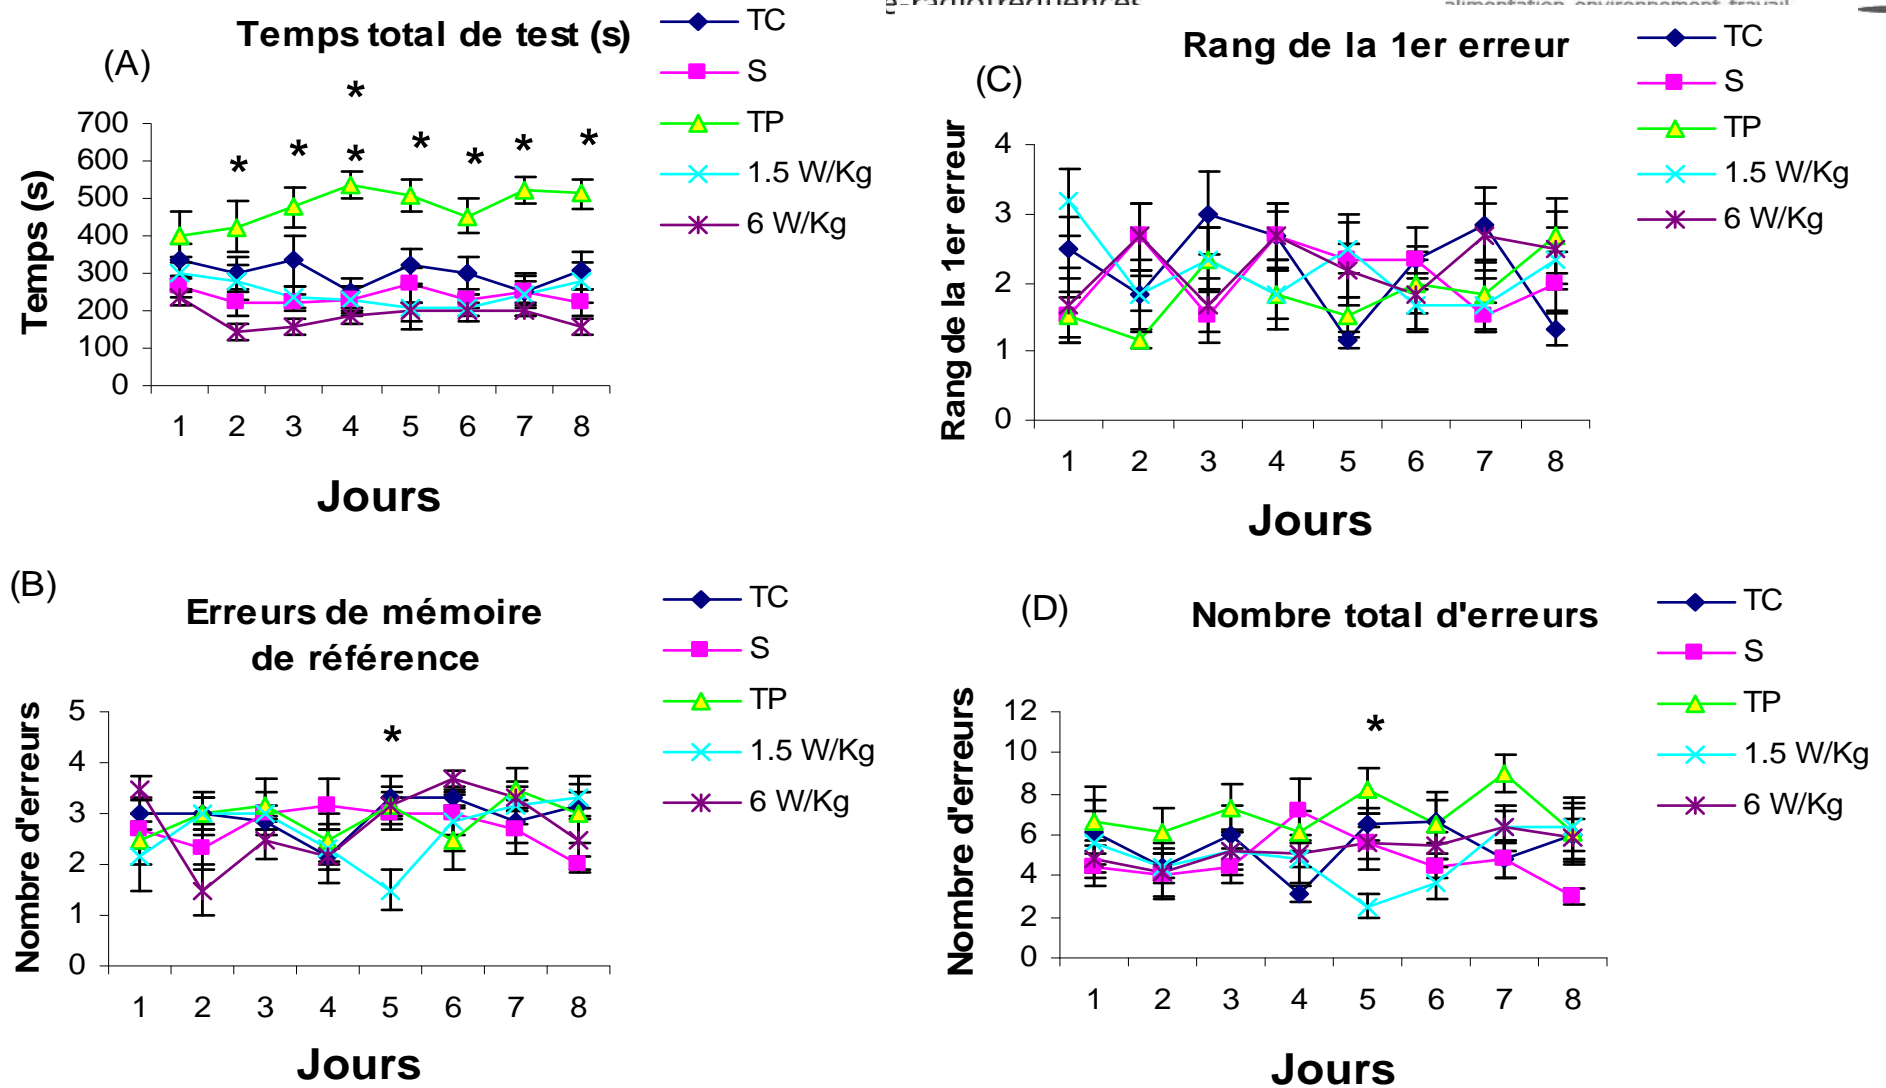 e-radiofréquences
alimentation, environnement, travail
(A)
Temps total de test (s)
TC
S
TP
1.5 W/Kg
6 W/Kg
*
* * * * * * *
Temps (s)
700
600
500
400
300
200
100
0
1 2 3 4 5 6 7 8
Jours
(C)
Rang de la 1er erreur
TC
S
TP
1.5 W/Kg
6 W/Kg
Rang de la 1er erreur
4
3
2
1
0
1 2 3 4 5 6 7 8
Jours
(B)
Erreurs de mémoire
de référence
TC
S
TP
1.5 W/Kg
6 W/Kg
*
Nombre d'erreurs
5
4
3
2
1
0
1 2 3 4 5 6 7 8
Jours
(D)
Nombre total d'erreurs
TC
S
TP
1.5 W/Kg
6 W/Kg
*
Nombre d'erreurs
12
10
8
6
4
2
0
1 2 3 4 5 6 7 8
Jours